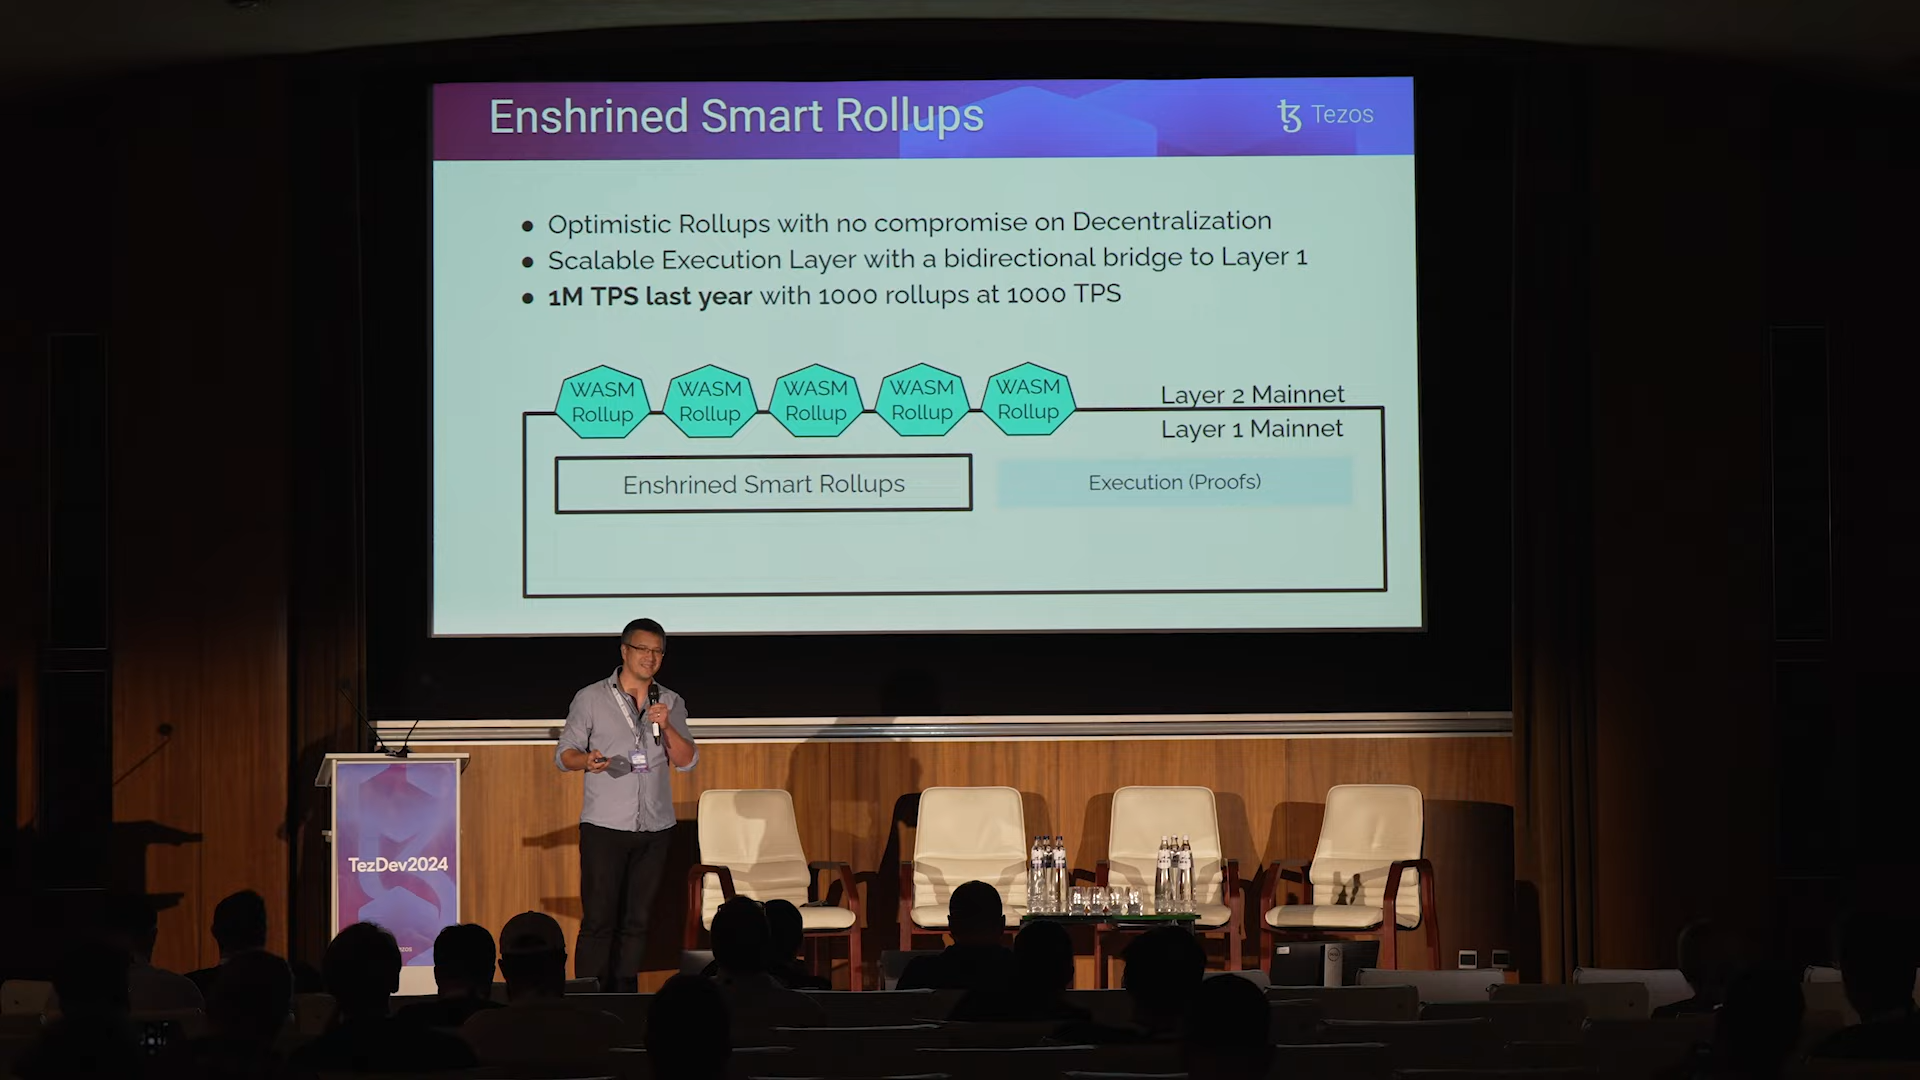 Enshrined Smart Rollups
Tezos
● Optimistic Rollups with no compromise on Decentralization
● Scalable Execution Layer with a bidirectional bridge to Layer 1
● 1M TPS last year with 1000 rollups at 1000 TPS
WASM Rollup
WASM Rollup
WASM Rollup
WASM Rollup
WASM Rollup
Layer 2 Mainnet
Layer 1 Mainnet
Enshrined Smart Rollups
Execution (Proofs)
TezDev2024